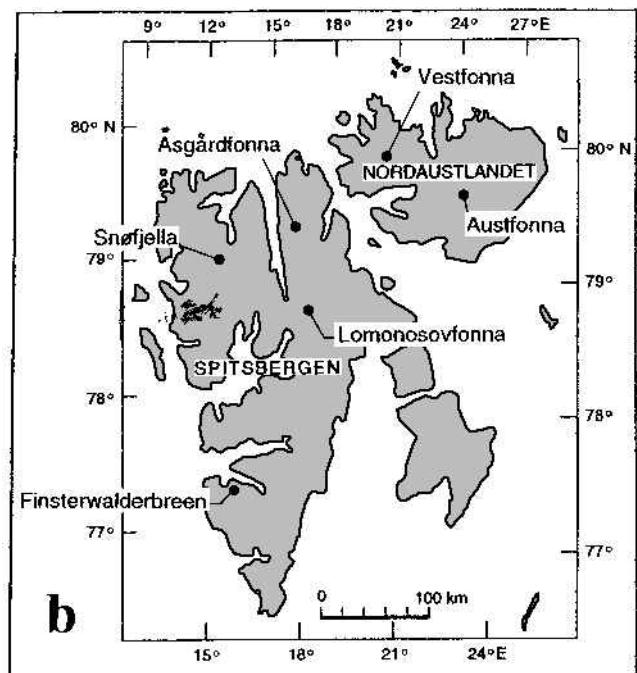 9° 12° 15° 18° 21° 24° 27°E
Vestfonna
80° N
Åsgårdfonna
80° N
NORDAUSTLANDET
Austfonna
Snøfjella
79°
79°
Lomonosovfonna
SPITSBERGEN
78°
78°
Finsterwalderbreen
77°
77°
0 100 km
b
15° 18° 21° 24°E